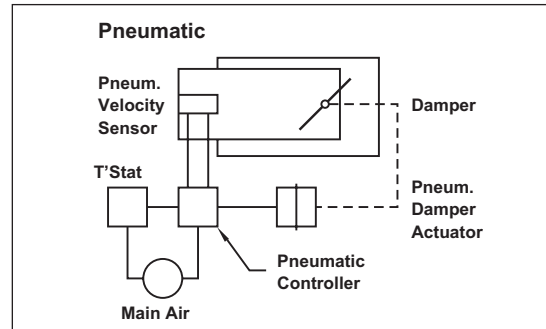 Pneumatic
Pneum.
Velocity
Sensor
Damper
T'Stat
Pneum.
Damper
Actuator
Pneumatic
Controller
Main Air